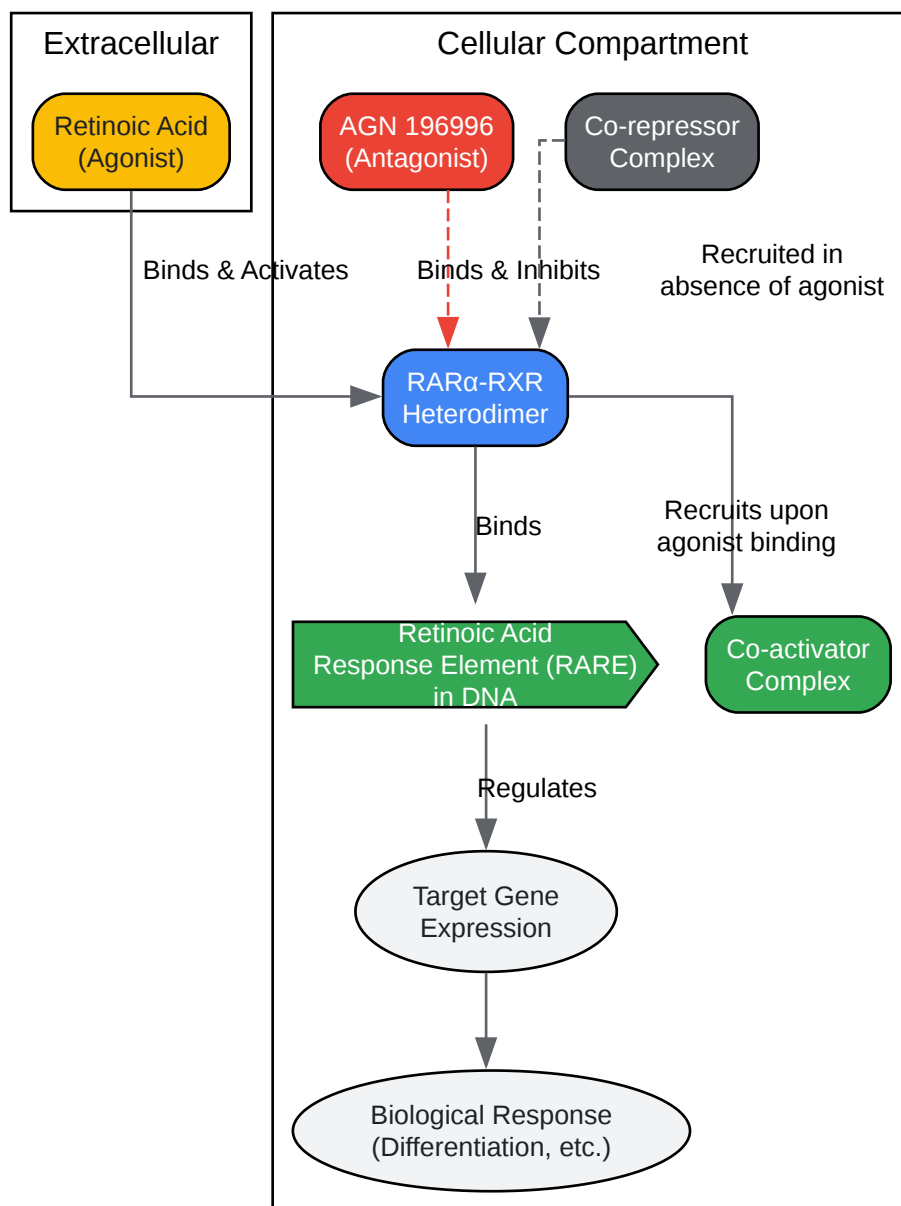 Extracellular
Cellular Compartment
Retinoic Acid
(Agonist)
AGN 196996
(Antagonist)
Co-repressor
Complex
Binds & Activates
Binds & Inhibits
Recruited in
absence of agonist
RARα-RXR
Heterodimer
Binds
Recruits upon
agonist binding
Retinoic Acid
Response Element (RARE)
in DNA
Co-activator
Complex
Regulates
Target Gene
Expression
Biological Response
(Differentiation, etc.)